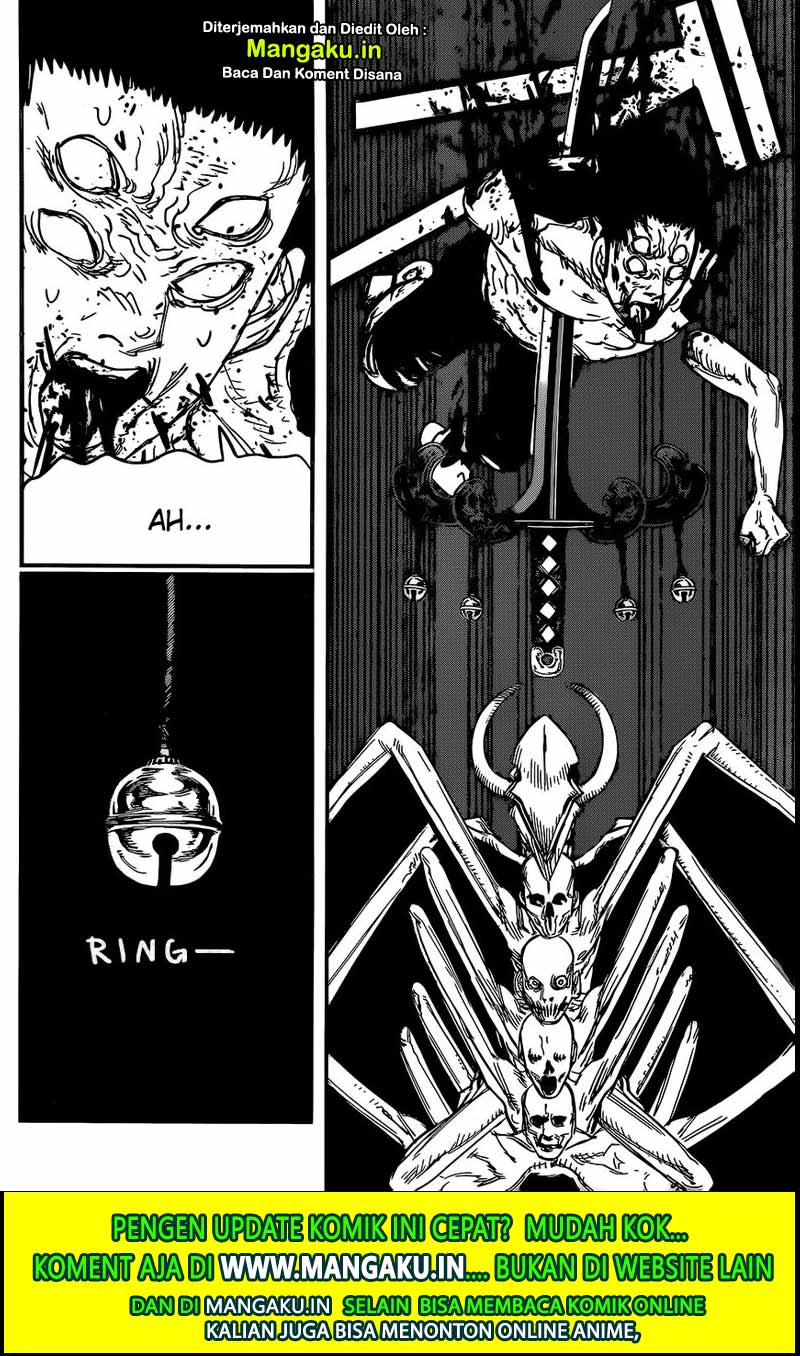 Diterjemahkan dan Diedit Oleh :
Mangaku.in
Baca Dan Koment Disana
AH...
RING—
PENGEN UPDATE KOMIK INI CEPAT? MUDAH KOK...
KOMENT AJA DI WWW.MANGAKU.IN.... BUKAN DI WEBSITE LAIN
DAN DI MANGAKU.IN SELAIN BISA MEMBACA KOMIK ONLINE
KALIAN JUGA BISA MENONTON ONLINE ANIME,